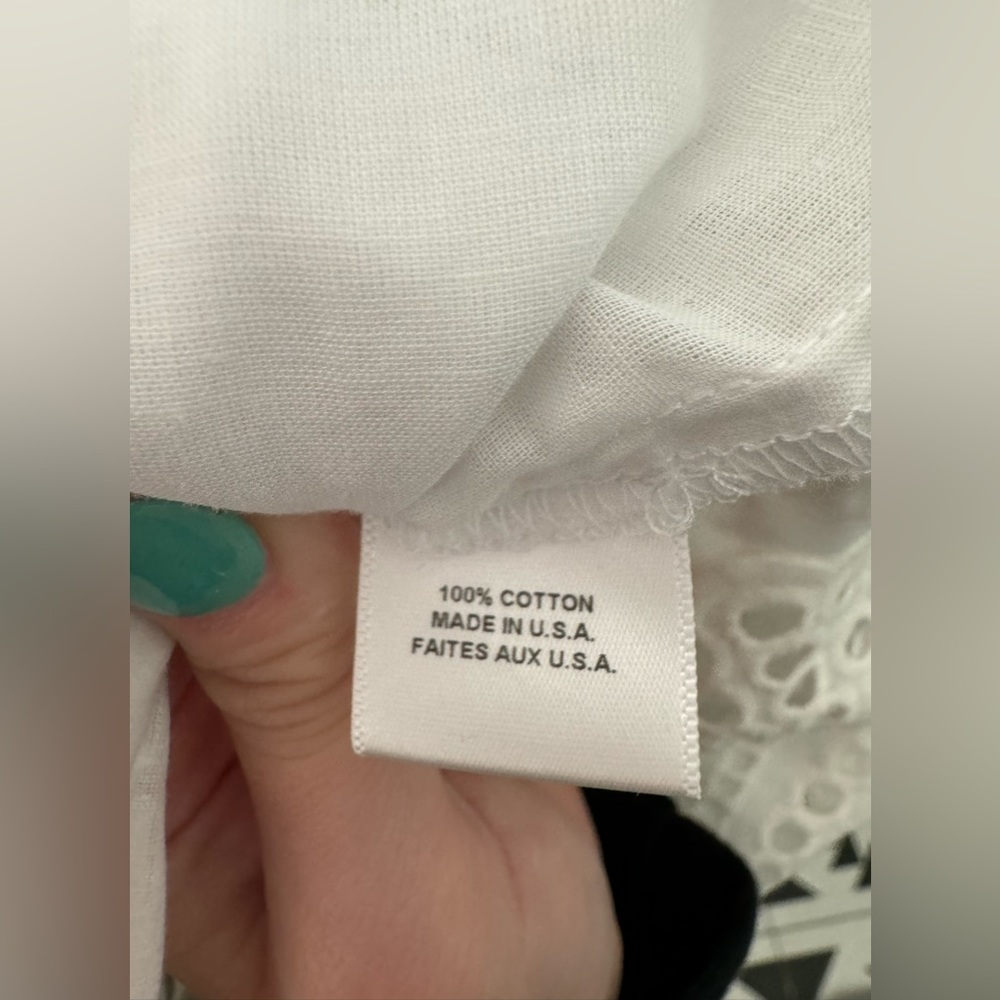 100% COTTON
MADE IN U.S.A.
FAITES AUX U.S.A.